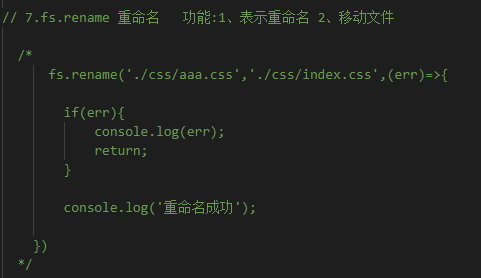 // 7.fs.rename 重命名   功能:1、表示重命名 2、移动文件
/*
fs.rename('./css/aaa.css','./css/index.css',(err)=>{
if(err){
console.log(err);
return;
}
console.log('重命名成功');
})
*/